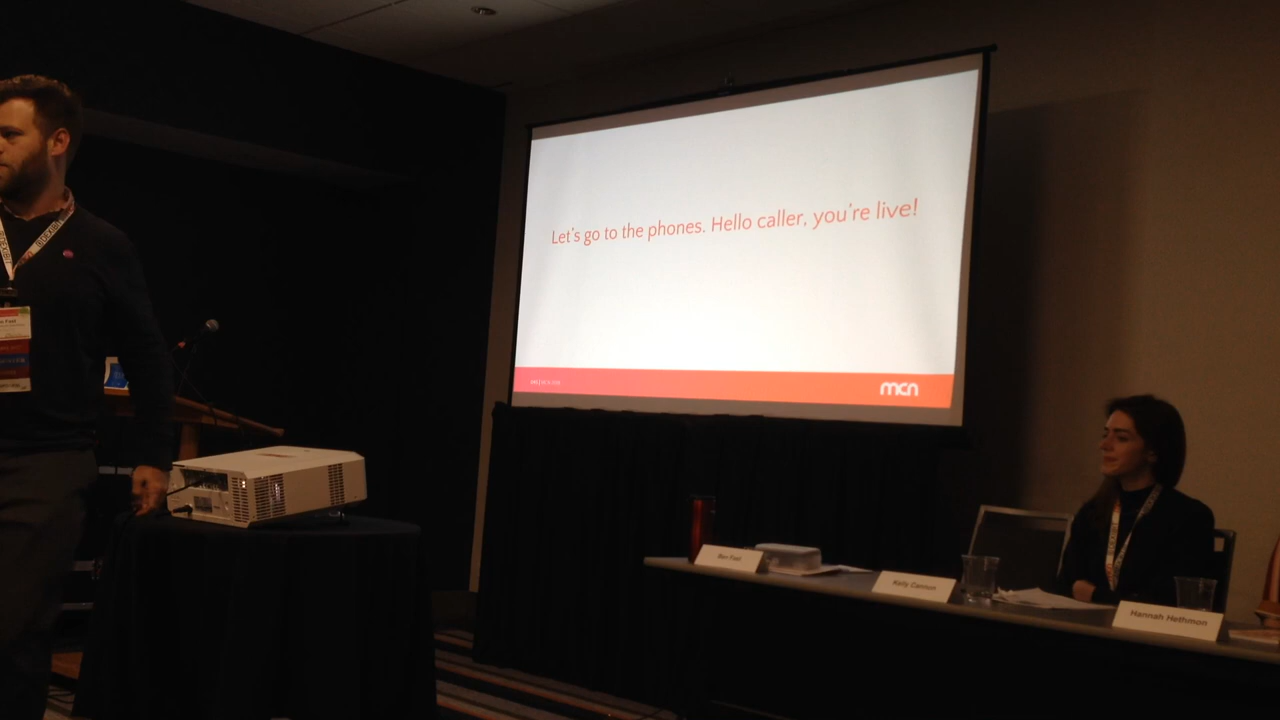 Let's go to the phones. Hello caller, you're live!
mcn
Ben Fast
Kelly Cannon
Hannah Hethmon